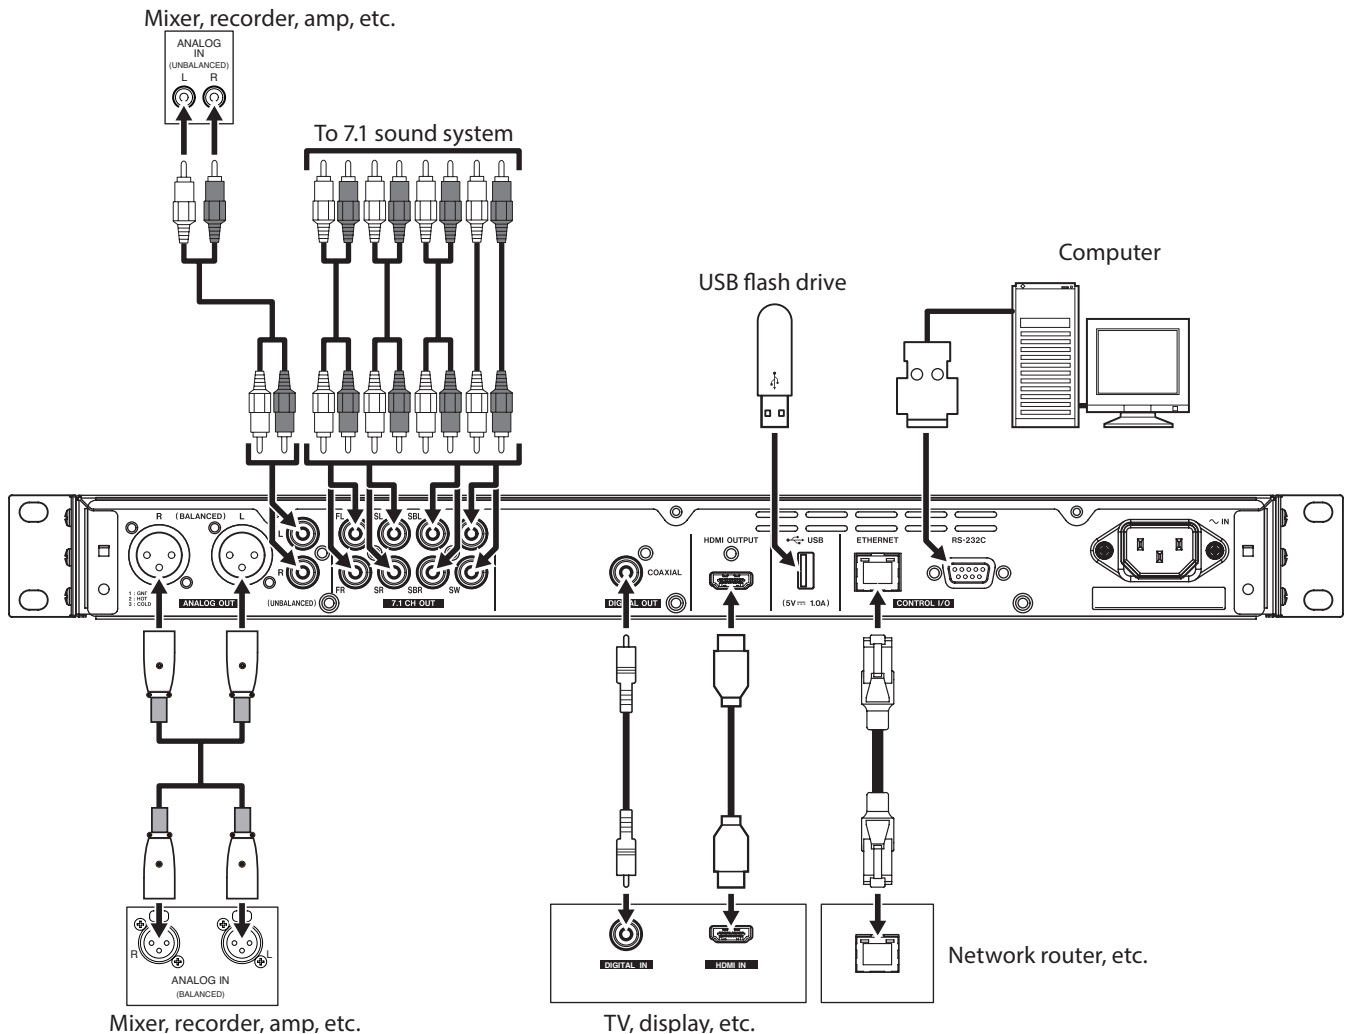 Mixer, recorder, amp, etc.
ANALOG
IN
(UNBALANCED)
L R
To 7.1 sound system
Computer
USB flash drive
R (BALANCED) L
L
FL SL SBL
HDMI OUTPUT
USB
ETHERNET
RS-232C
IN
R
COAXIAL
1 : GNT
2 : HOT
3 : COLD
ANALOG OUT
(UNBALANCED)
FR SR SBR SW
7.1 CH OUT
DIGITAL OUT
(5V 1.0A)
CONTROL I/O
R L
ANALOG IN
(BALANCED)
DIGITAL IN
HDMI IN
Network router, etc.
Mixer, recorder, amp, etc.
TV, display, etc.